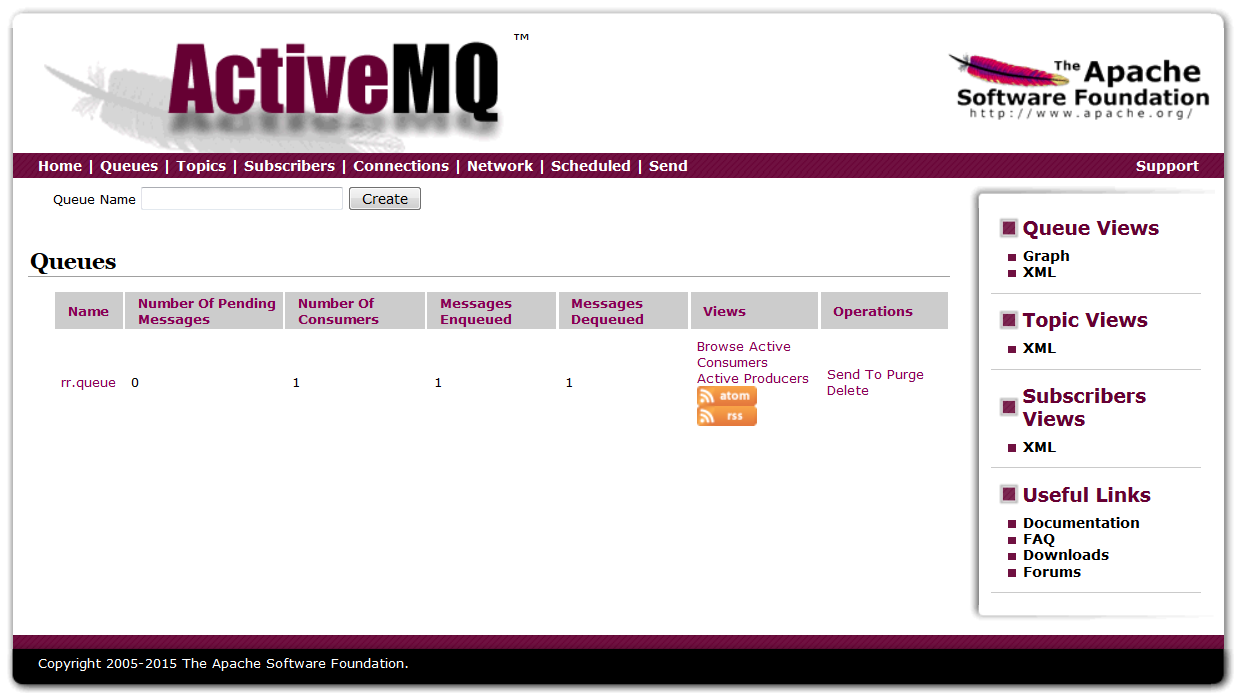 ActiveMQ ™
The Apache
Software Foundation
http://www.apache.org/
Home | Queues | Topics | Subscribers | Connections | Network | Scheduled | Send
Support
Queue Name
Create
Queues
Name
Number Of Pending
Messages
Number Of
Consumers
Messages
Enqueued
Messages
Dequeued
Views
Operations
rr.queue
0
1
1
1
Browse Active
Consumers
Active Producers
atom
rss
Send To Purge
Delete
Queue Views
Graph
XML
Topic Views
XML
Subscribers
Views
XML
Useful Links
Documentation
FAQ
Downloads
Forums
Copyright 2005-2015 The Apache Software Foundation.